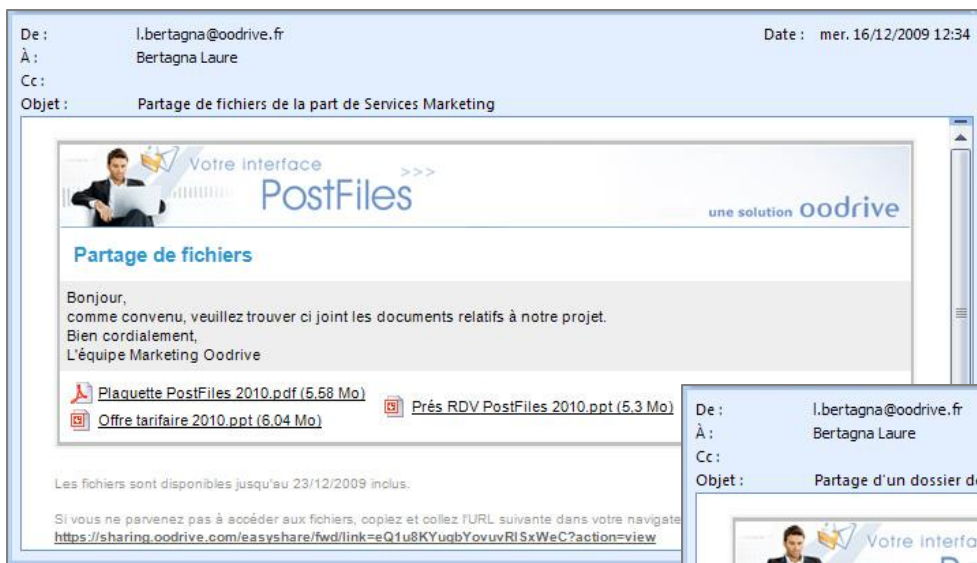 De : l.bertagna@oodrive.fr Date : mer. 16/12/2009 12:34
À : Bertagna Laure
Cc :
Objet : Partage de fichiers de la part de Services Marketing
Votre interface >>>
PostFiles
une solution oodrive
Partage de fichiers
Bonjour,
comme convenu, veuillez trouver ci joint les documents relatifs à notre projet.
Bien cordialement,
L'équipe Marketing Oodrive
Plaquette PostFiles 2010.pdf (5,58 Mo)
Prés RDV PostFiles 2010.ppt (5,3 Mo)
Offre tarifaire 2010.ppt (6,04 Mo)
Les fichiers sont disponibles jusqu'au 23/12/2009 inclus.
Si vous ne parvenez pas à accéder aux fichiers, copiez et collez l'URL suivante dans votre navigate
https://sharing.oodrive.com/easyshare/fwd/link=eQ1u8KYuqbYovuvRISxWeC?action=view
De : l.bertagna@oodrive.fr
À : Bertagna Laure
Cc :
Objet : Partage d'un dossier de
Votre interfa